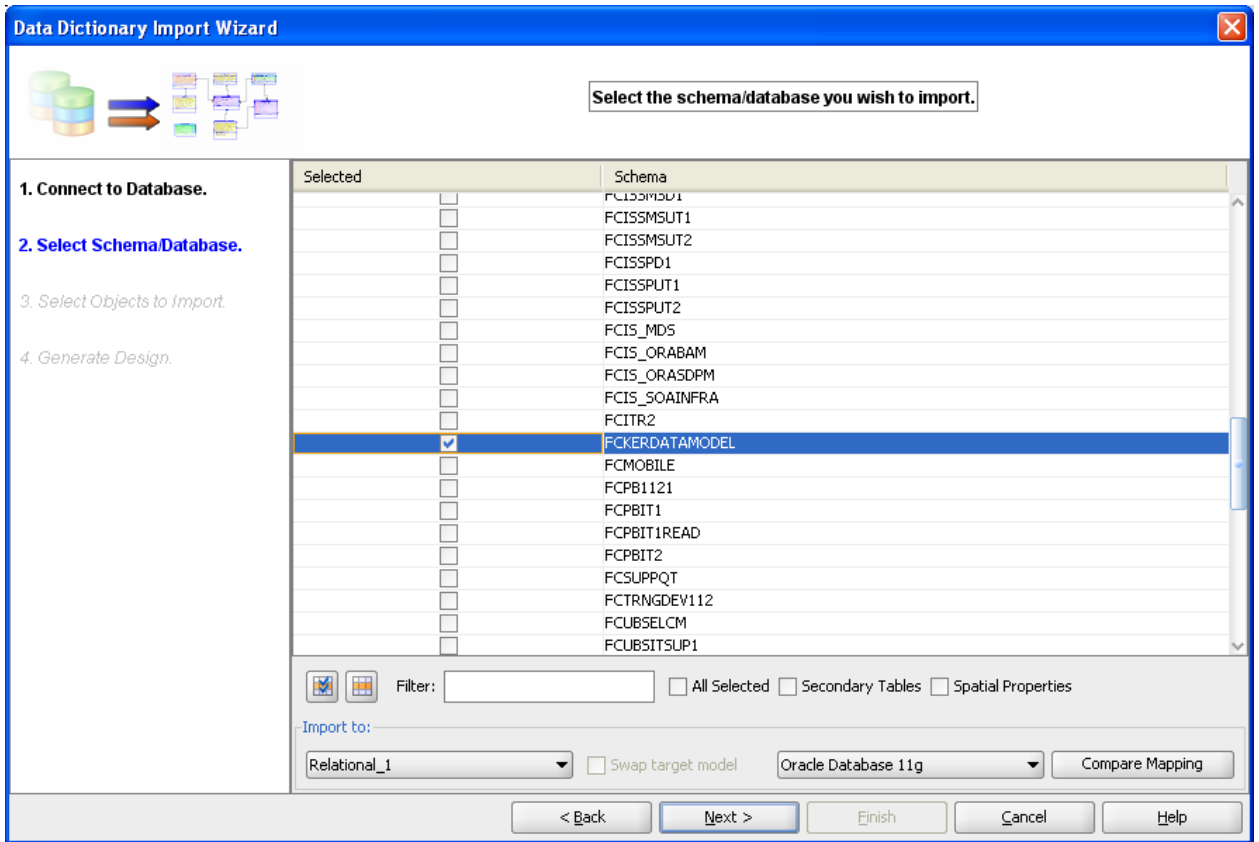 Data Dictionary Import Wizard
Select the schema/database you wish to import.
1. Connect to Database.
2. Select Schema/Database.
3. Select Objects to Import.
4. Generate Design.
Selected Schema
FCISSMSD1
FCISSMSUT1
FCISSMSUT2
FCISSPD1
FCISSPUT1
FCISSPUT2
FCIS_MDS
FCIS_ORABAM
FCIS_ORASDPM
FCIS_SOAINFRA
FCITR2
FCKERDATAMODEL
FCMOBILE
FCPB1121
FCPBIT1
FCPBIT1READ
FCPBIT2
FCSUPPQT
FCTRNGDEV112
FCUBSELCM
FCUBSITSUP1
Filter: All Selected Secondary Tables Spatial Properties
Import to:
Relational_1 Swap target model Oracle Database 11g Compare Mapping
< Back Next > Finish Cancel Help